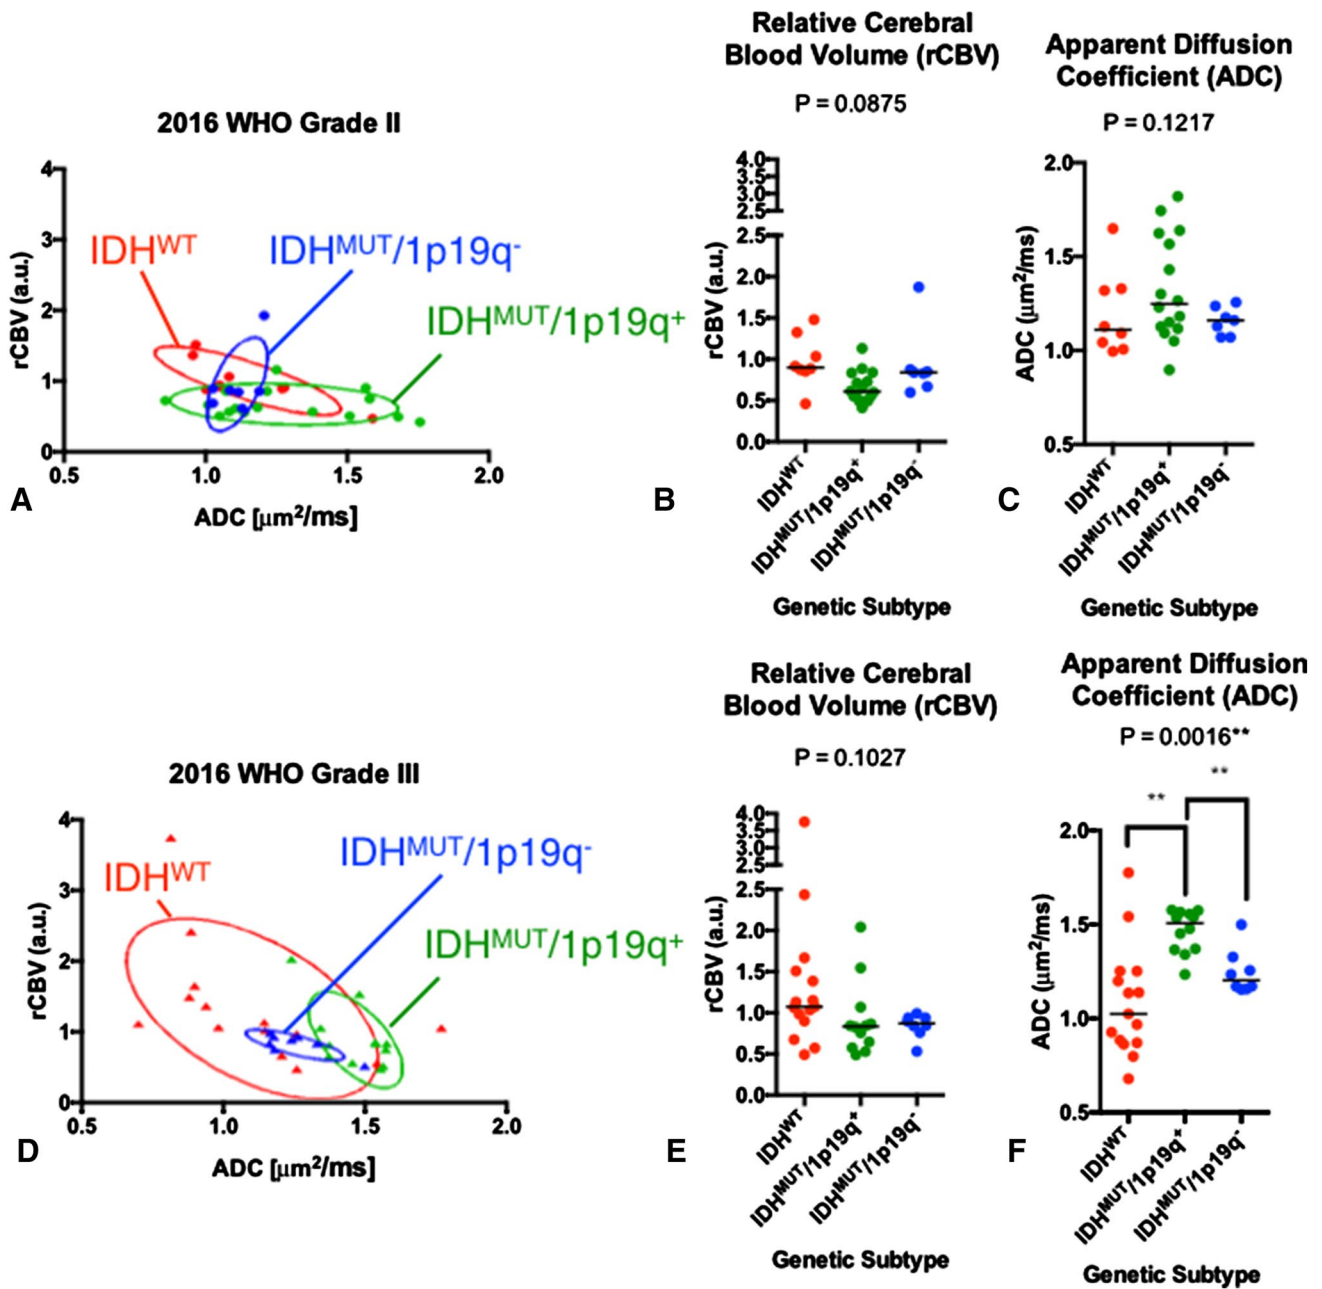 2016 WHO Grade II
rCBV (a.u.)
4
3
2
1
0
IDHWT
IDHMUT/1p19q-
IDHMUT/1p19q+
0.5 1.0 1.5 2.0
ADC [µm2/ms]
A
Relative Cerebral
Blood Volume (rCBV)
P = 0.0875
rCBV (a.u.)
4.0
3.5
3.0
2.5
2.5
2.0
1.5
1.0
0.5
0.0
IDHWT
IDHMUT/1p19q+
IDHMUT/1p19q-
Genetic Subtype
B
Apparent Diffusion
Coefficient (ADC)
P = 0.1217
ADC (µm2/ms)
2.0
1.5
1.0
0.5
IDHWT
IDHMUT/1p19q+
IDHMUT/1p19q-
Genetic Subtype
C
2016 WHO Grade III
rCBV (a.u.)
4
3
2
1
0
IDHWT
IDHMUT/1p19q-
IDHMUT/1p19q+
0.5 1.0 1.5 2.0
ADC [µm2/ms]
D
Relative Cerebral
Blood Volume (rCBV)
P = 0.1027
rCBV (a.u.)
4.0
3.5
3.0
2.5
2.5
2.0
1.5
1.0
0.5
0.0
IDHWT
IDHMUT/1p19q+
IDHMUT/1p19q-
Genetic Subtype
E
Apparent Diffusion
Coefficient (ADC)
P = 0.0016**
**
**
ADC (µm2/ms)
2.0
1.5
1.0
0.5
IDHWT
IDHMUT/1p19q+
IDHMUT/1p19q-
Genetic Subtype
F